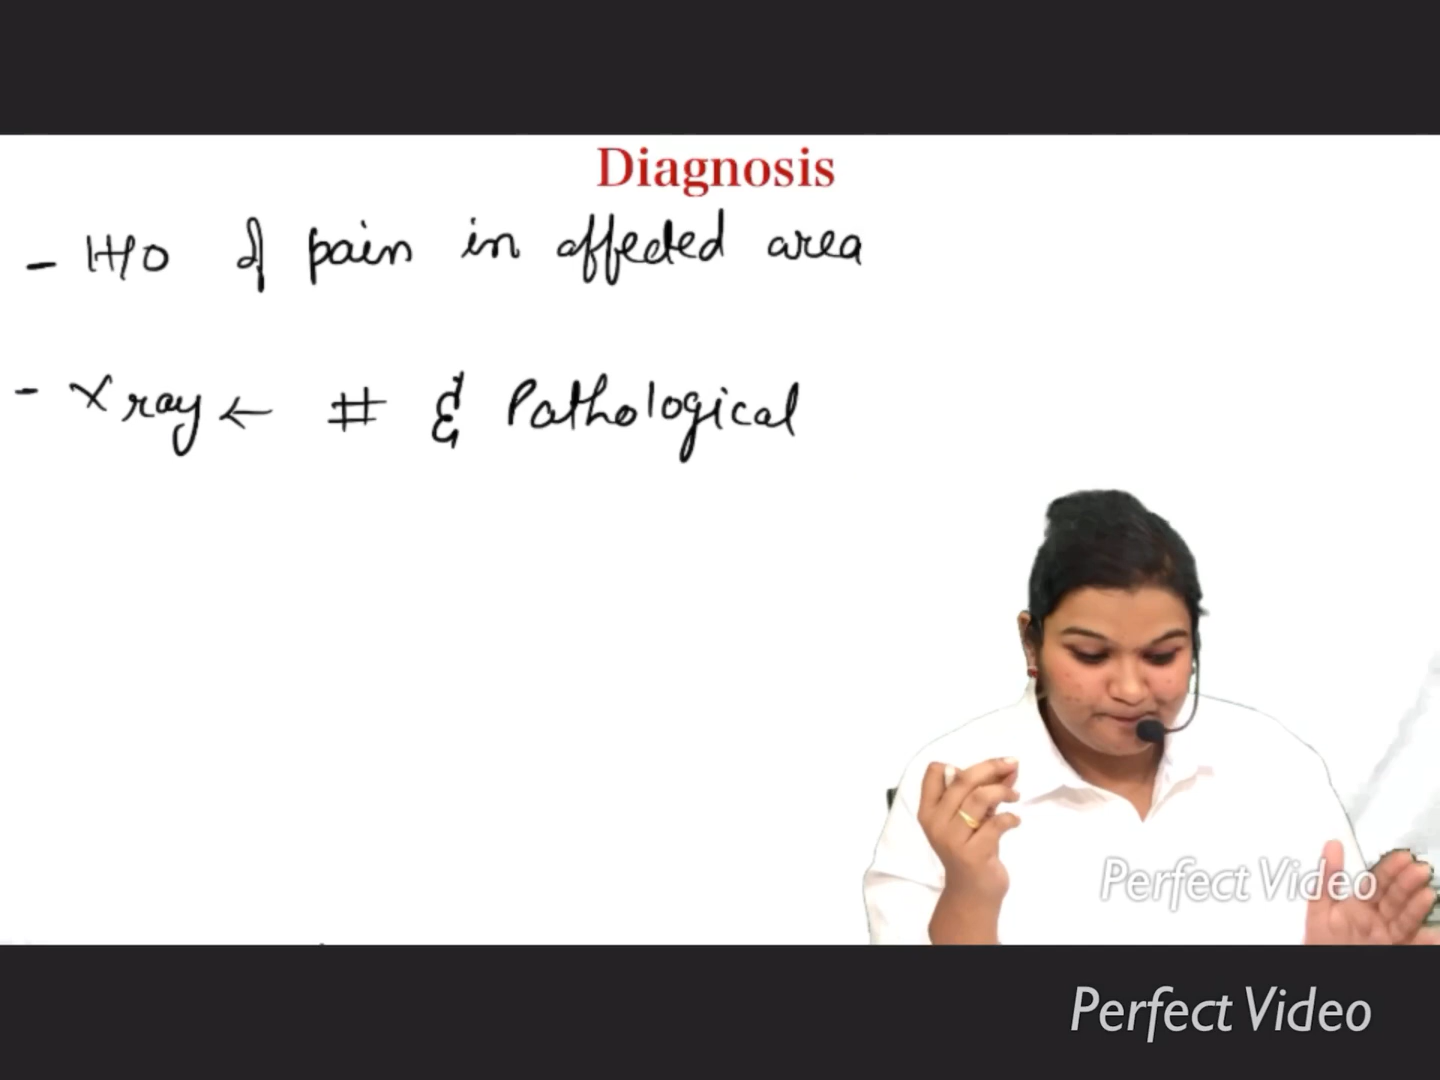 Diagnosis
- H/O of pain in affected area
- X ray ← # & Pathological
Perfect Video
Perfect Video